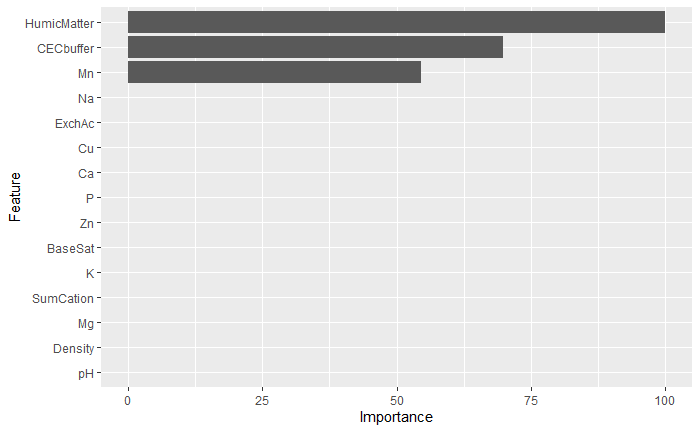 HumicMatter
CECbuffer
Mn
Na
ExchAc
Cu
Ca
P
Zn
BaseSat
K
SumCation
Mg
Density
pH
Feature
0 25 50 75 100
Importance